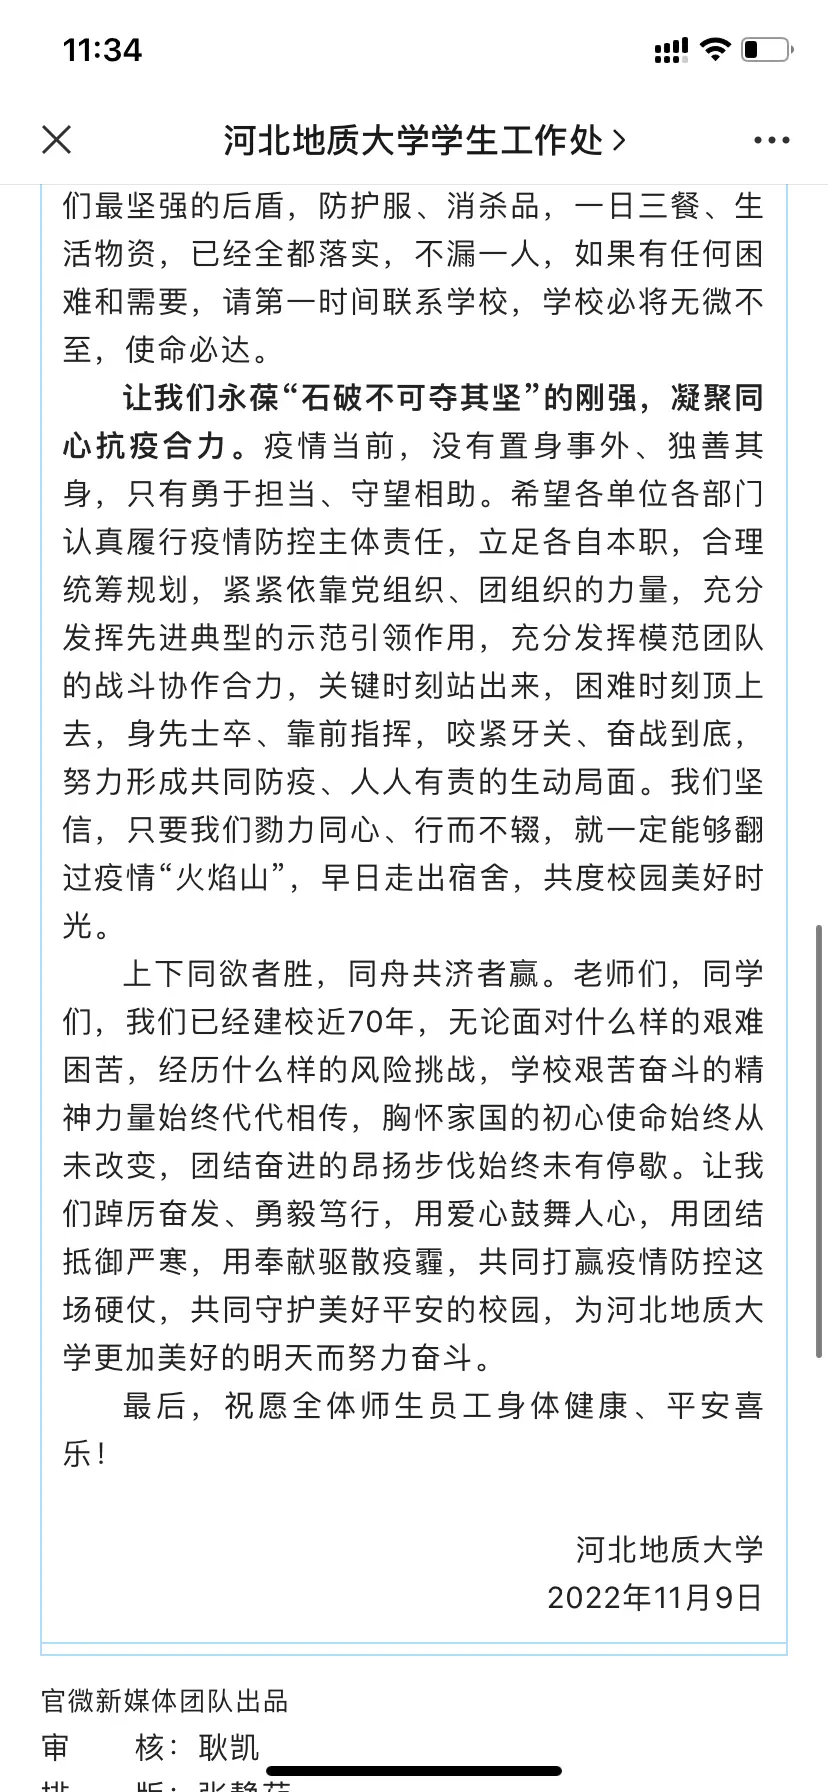 11:34
河北地质大学学生工作处
们最坚强的后盾，防护服、消杀品，一日三餐、生
活物资，已经全都落实，不漏一人，如果有任何困
难和需要，请第一时间联系学校，学校必将无微不
至，使命必达。
让我们永葆“石破不可夺其坚”的刚强，凝聚同
心抗疫合力。疫情当前，没有置身事外、独善其
身，只有勇于担当、守望相助。希望各单位各部门
认真履行疫情防控主体责任，立足各自本职，合理
统筹规划，紧紧依靠党组织、团组织的力量，充分
发挥先进典型的示范引领作用，充分发挥模范团队
的战斗协作合力，关键时刻站出来，困难时刻顶上
去，身先士卒、靠前指挥，咬紧牙关、奋战到底，
努力形成共同防疫、人人有责的生动局面。我们坚
信，只要我们勠力同心、行而不辍，就一定能够翻
过疫情“火焰山”，早日走出宿舍，共度校园美好时
光。
上下同欲者胜，同舟共济者赢。老师们，同学
们，我们已经建校近70年，无论面对什么样的艰难
困苦，经历什么样的风险挑战，学校艰苦奋斗的精
神力量始终代代相传，胸怀家国的初心使命始终从
未改变，团结奋进的昂扬步伐始终未有停歇。让我
们踔厉奋发、勇毅笃行，用爱心鼓舞人心，用团结
抵御严寒，用奉献驱散疫霾，共同打赢疫情防控这
场硬仗，共同守护美好平安的校园，为河北地质大
学更加美好的明天而努力奋斗。
最后，祝愿全体师生员工身体健康、平安喜
乐！
河北地质大学
2022年11月9日
官微新媒体团队出品
审 核：耿凯